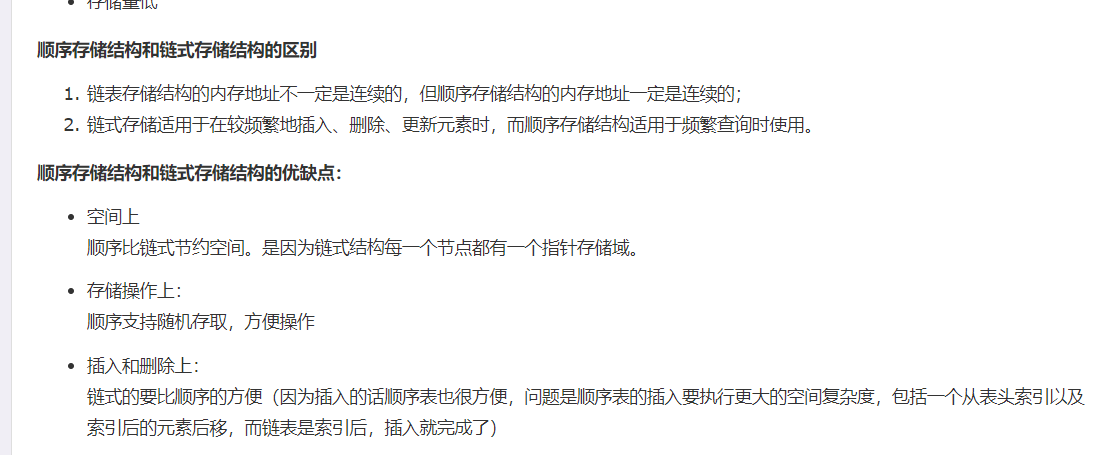 • 存储量低
顺序存储结构和链式存储结构的区别
1. 链表存储结构的内存地址不一定是连续的，但顺序存储结构的内存地址一定是连续的；
2. 链式存储适用于在较频繁地插入、删除、更新元素时，而顺序存储结构适用于频繁查询时使用。
顺序存储结构和链式存储结构的优缺点：
• 空间上
顺序比链式节约空间。是因为链式结构每一个节点都有一个指针存储域。
• 存储操作上：
顺序支持随机存取，方便操作
• 插入和删除上：
链式的要比顺序的方便（因为插入的话顺序表也很方便，问题是顺序表的插入要执行更大的空间复杂度，包括一个从表头索引以及
索引后的元素后移，而链表是索引后，插入就完成了）